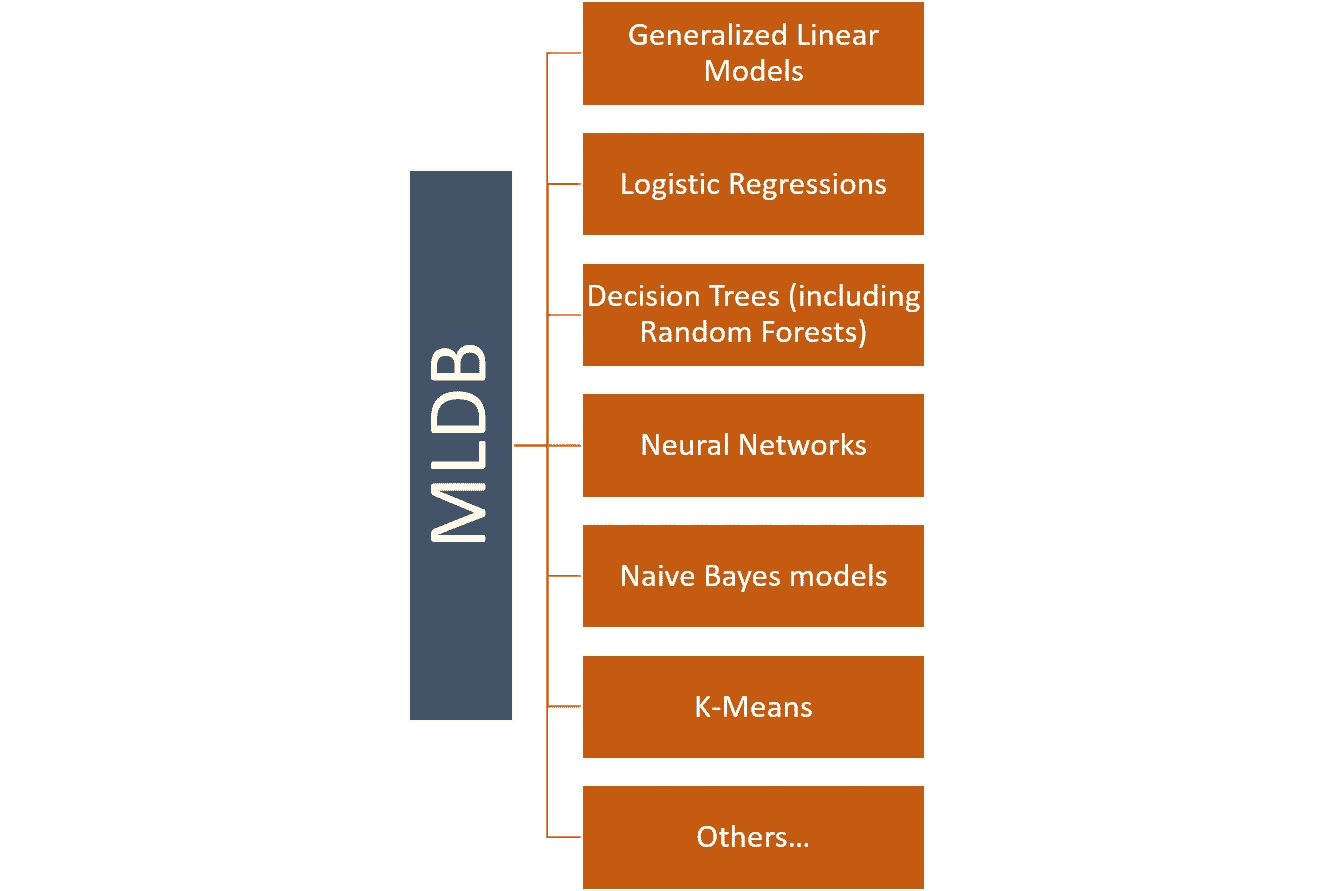 MLDB
Generalized Linear
Models
Logistic Regressions
Decision Trees (including
Random Forests)
Neural Networks
Naive Bayes models
K-Means
Others...